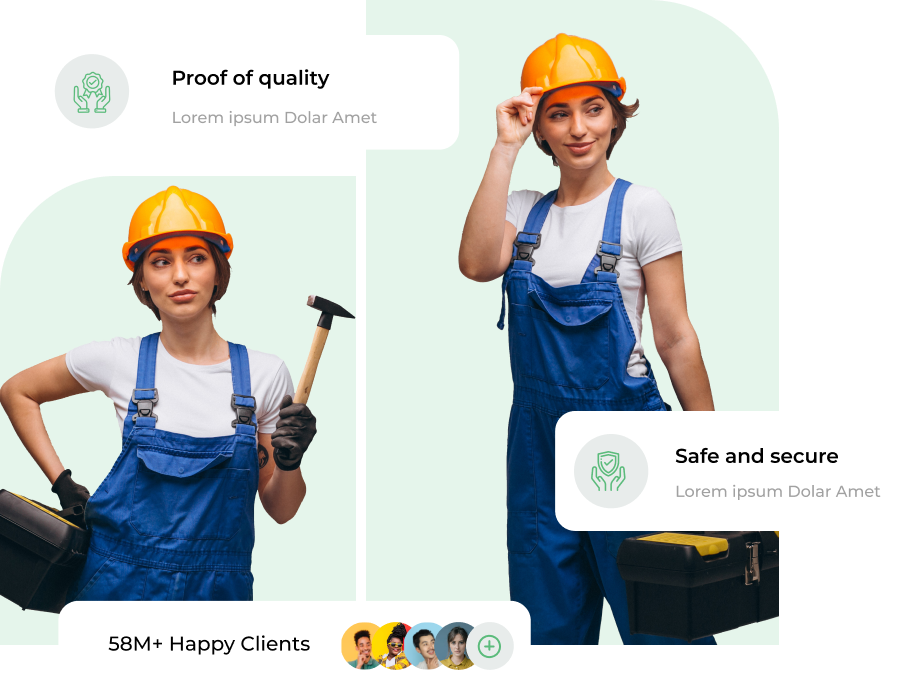 Proof of quality
Lorem ipsum Dolar Amet
Safe and secure
Lorem ipsum Dolar Amet
58M+ Happy Clients